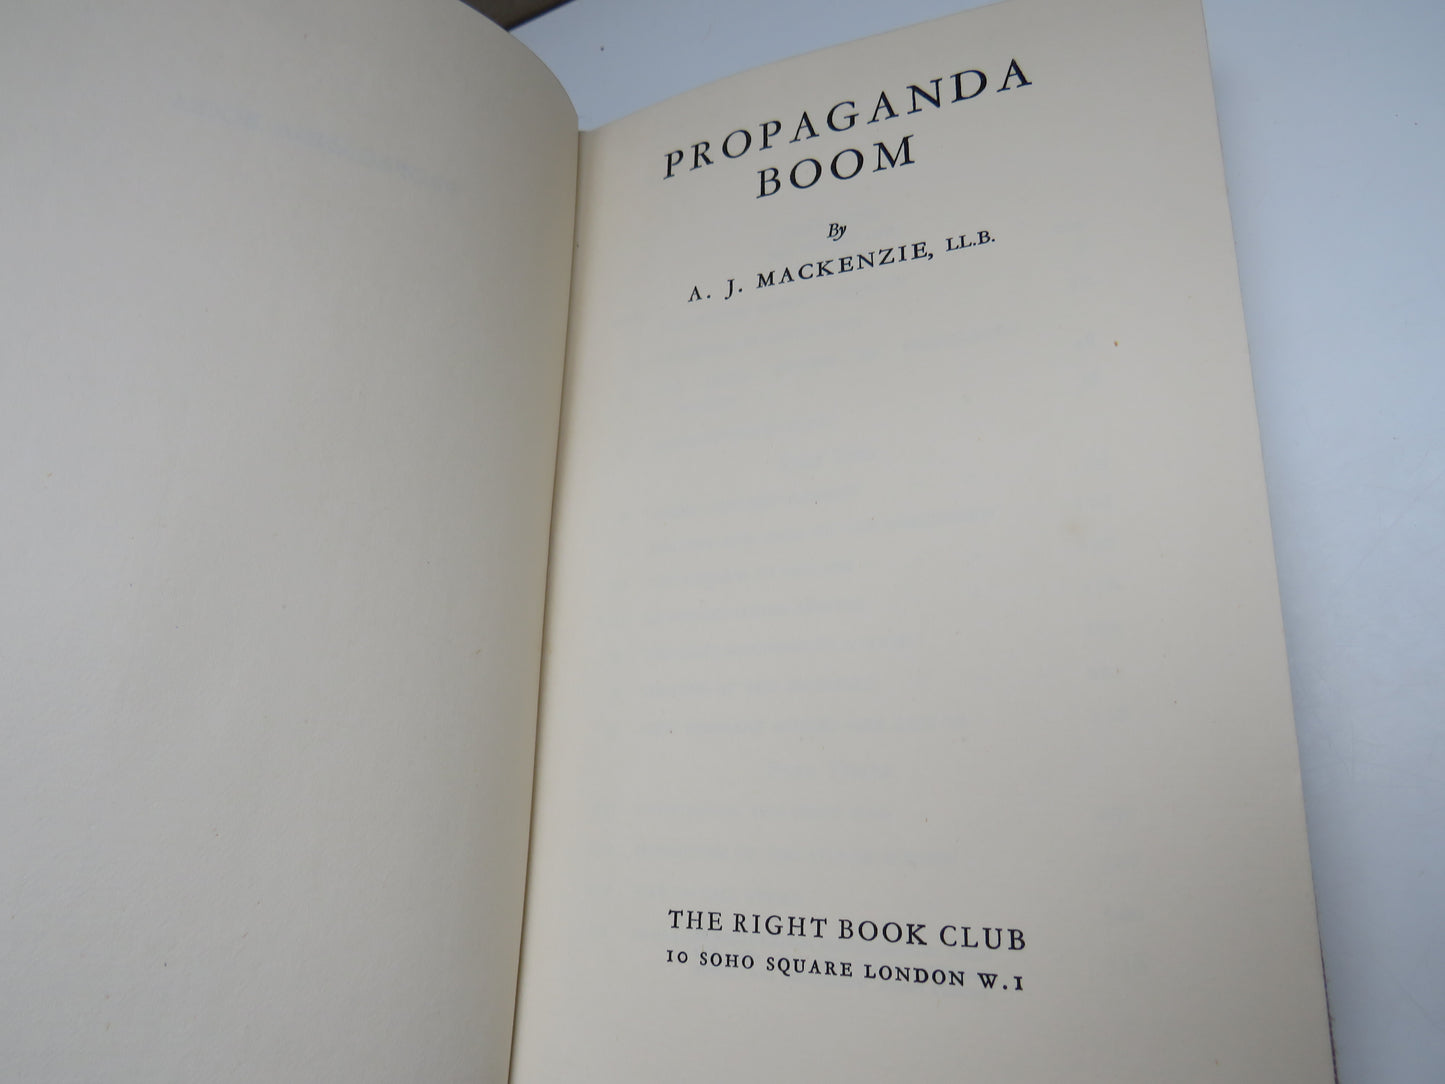 PROPAGANDA
BOOM
By
A. J. MACKENZIE, LL.B.
THE RIGHT BOOK CLUB
10 SOHO SQUARE LONDON W.1